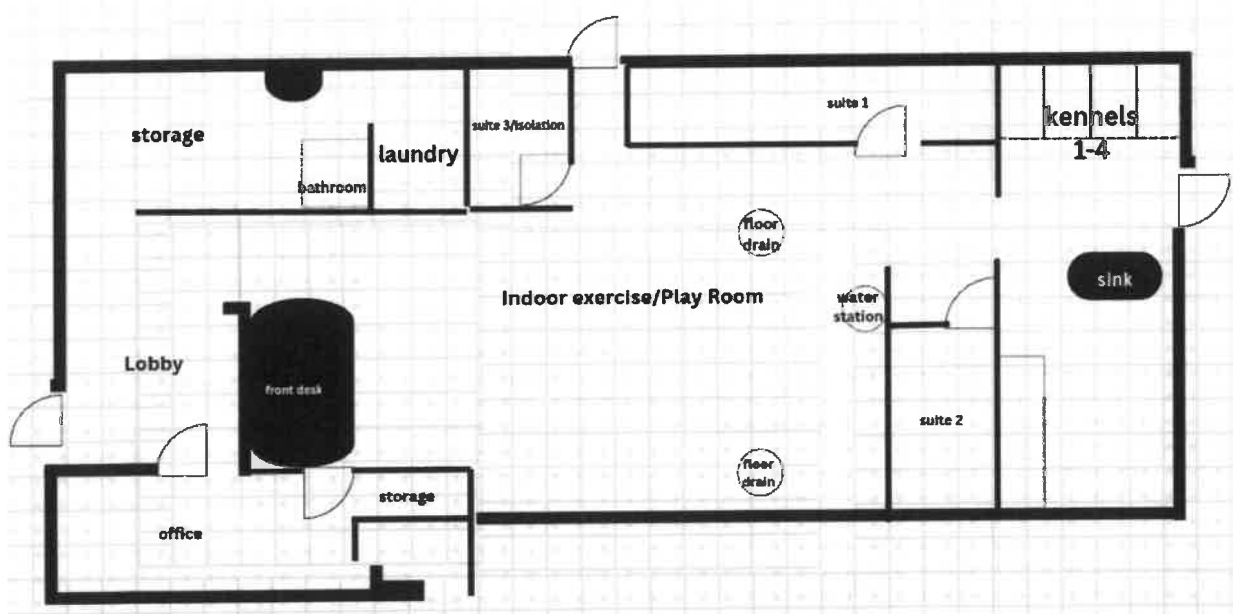 storage
bathroom
laundry
suite 3/isolation
suite 1
kennels
1-4
floor
drain
Indoor exercise/Play Room
water
station
sink
Lobby
front desk
suite 2
floor
drain
storage
office